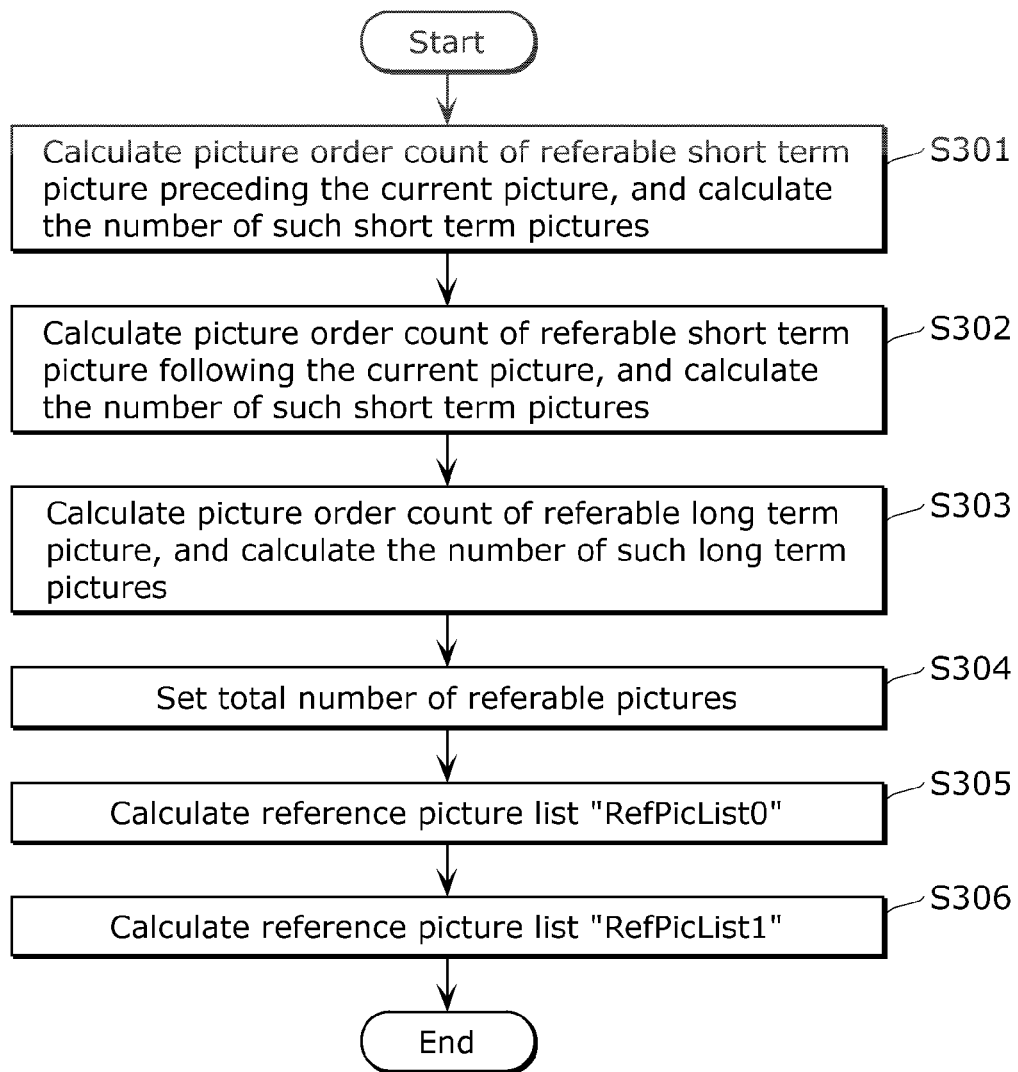 Start
Calculate picture order count of referable short term
picture preceding the current picture, and calculate
the number of such short term pictures
S301
Calculate picture order count of referable short term
picture following the current picture, and calculate
the number of such short term pictures
S302
Calculate picture order count of referable long term
picture, and calculate the number of such long term
pictures
S303
Set total number of referable pictures
S304
Calculate reference picture list "RefPicList0"
S305
Calculate reference picture list "RefPicList1"
S306
End